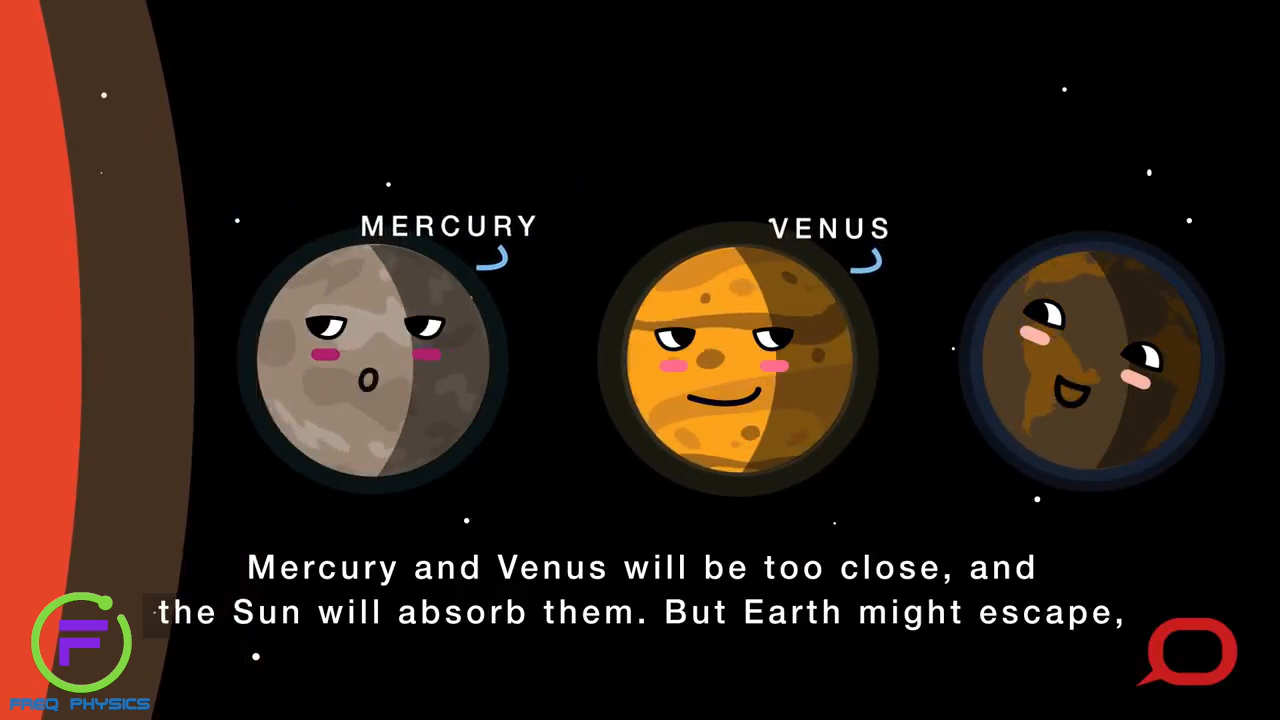 MERCURY
VENUS
Mercury and Venus will be too close, and
the Sun will absorb them. But Earth might escape,
F
FREQ PHYSICS